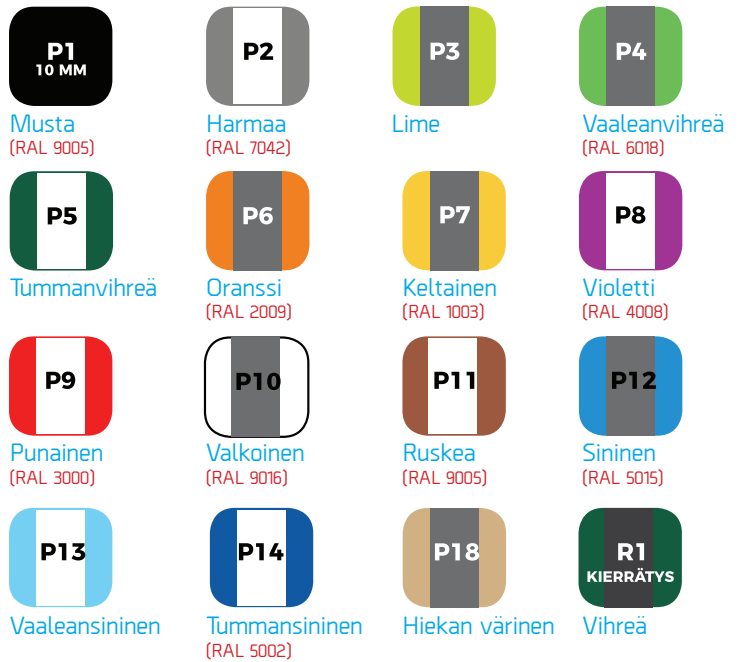 P1
10 MM
Musta
(RAL 9005)
P2
Harmaa
(RAL 7042)
P3
Lime
P4
Vaaleanvihreä
(RAL 6018)
P5
Tummanvihreä
P6
Oranssi
(RAL 2009)
P7
Keltainen
(RAL 1003)
P8
Violetti
(RAL 4008)
P9
Punainen
(RAL 3000)
P10
Valkoinen
(RAL 9016)
P11
Ruskea
(RAL 9005)
P12
Sininen
(RAL 5015)
P13
Vaaleansininen
P14
Tummansininen
(RAL 5002)
P18
Hiekan värinen
R1
KIERRÄTYS
Vihreä